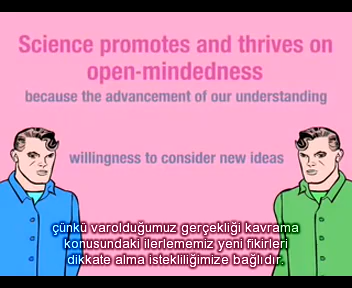 Science promotes and thrives on
open-mindedness
because the advancement of our understanding
willingness to consider new ideas
çünkü varolduğumuz gerçekliği kavrama
konusundaki ilerlememiz yeni fikirleri
dikkate alma istekliliğimize bağlıdır.